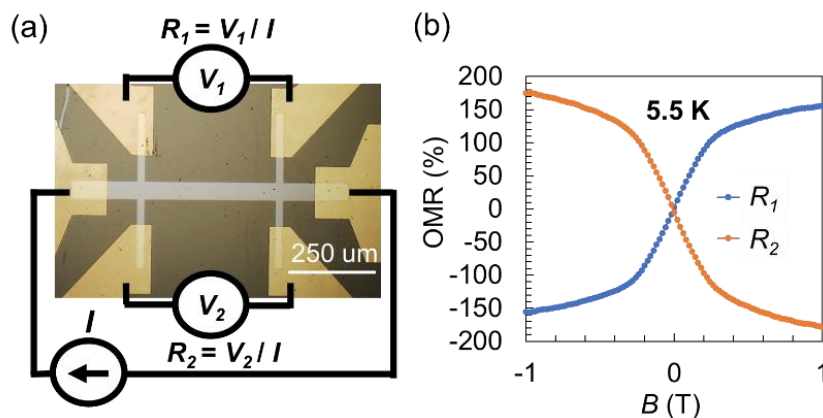 (a)
R1 = V1 / I
V1
250 um
V2
I
R2 = V2 / I
(b)
200
150
100
50
0
-50
-100
-150
-200
OMR (%)
5.5 K
R1
R2
-1
0
1
B (T)